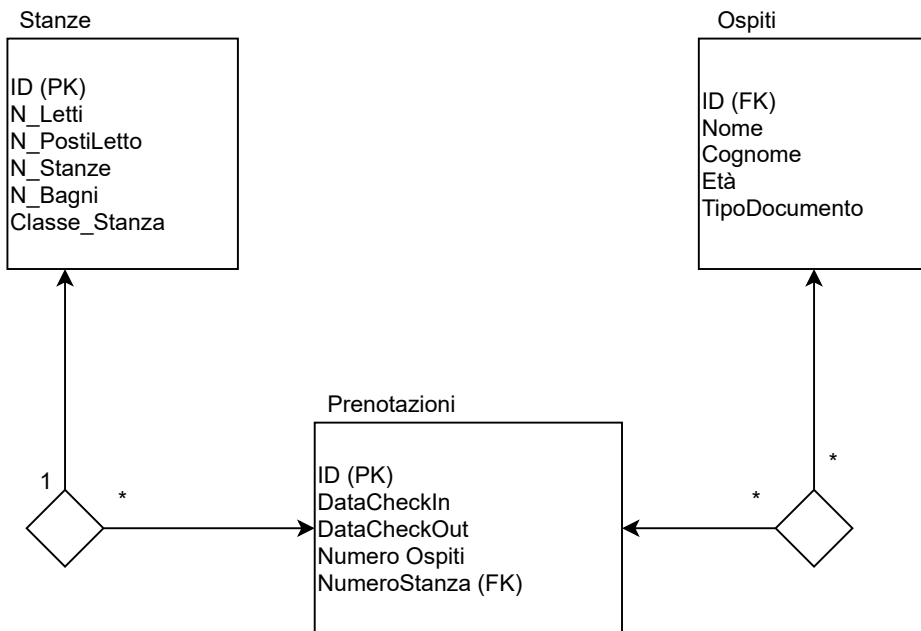 Stanze
ID (PK)
N_Letti
N_PostiLetto
N_Stanze
N_Bagni
Classe_Stanza
Ospiti
ID (FK)
Nome
Cognome
Età
TipoDocumento
1
*
*
*
Prenotazioni
ID (PK)
DataCheckIn
DataCheckOut
Numero Ospiti
NumeroStanza (FK)